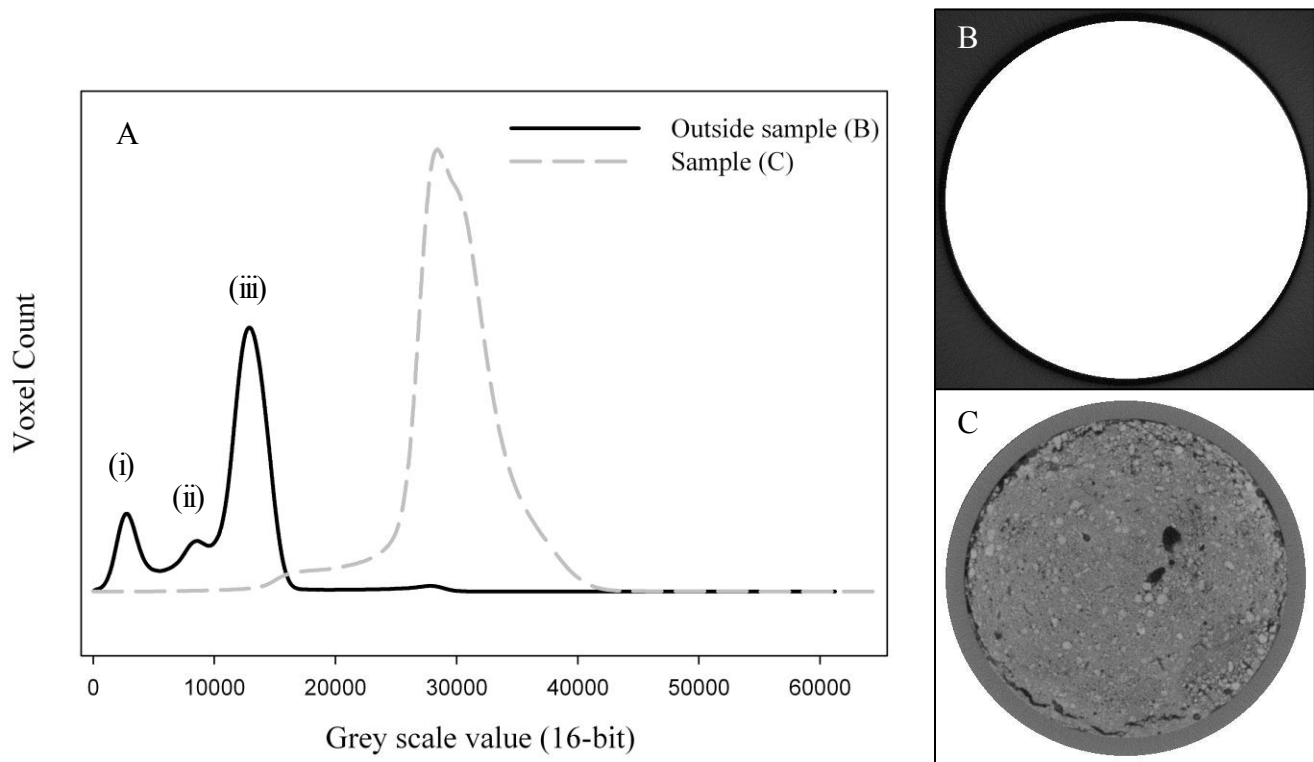 A
Outside sample (B)
Sample (C)
(i)
(ii)
(iii)
Voxel Count
0 10000 20000 30000 40000 50000 60000
Grey scale value (16-bit)
B
C